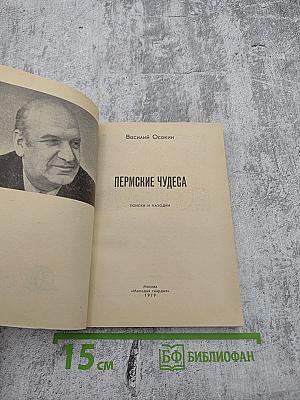 Василий Осокин
ПЕРМСКИЕ ЧУДЕСА
ПОИСКИ И НАХОДКИ
Москва
«Молодая гвардия»
1979
15 см
БФ БИБЛИОФАН